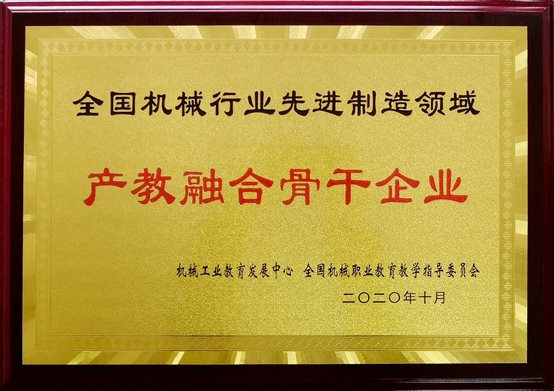 全国机械行业先进制造领域
产教融合骨干企业
机械工业教育发展中心 全国机械职业教育教学指导委员会
二〇二〇年十月